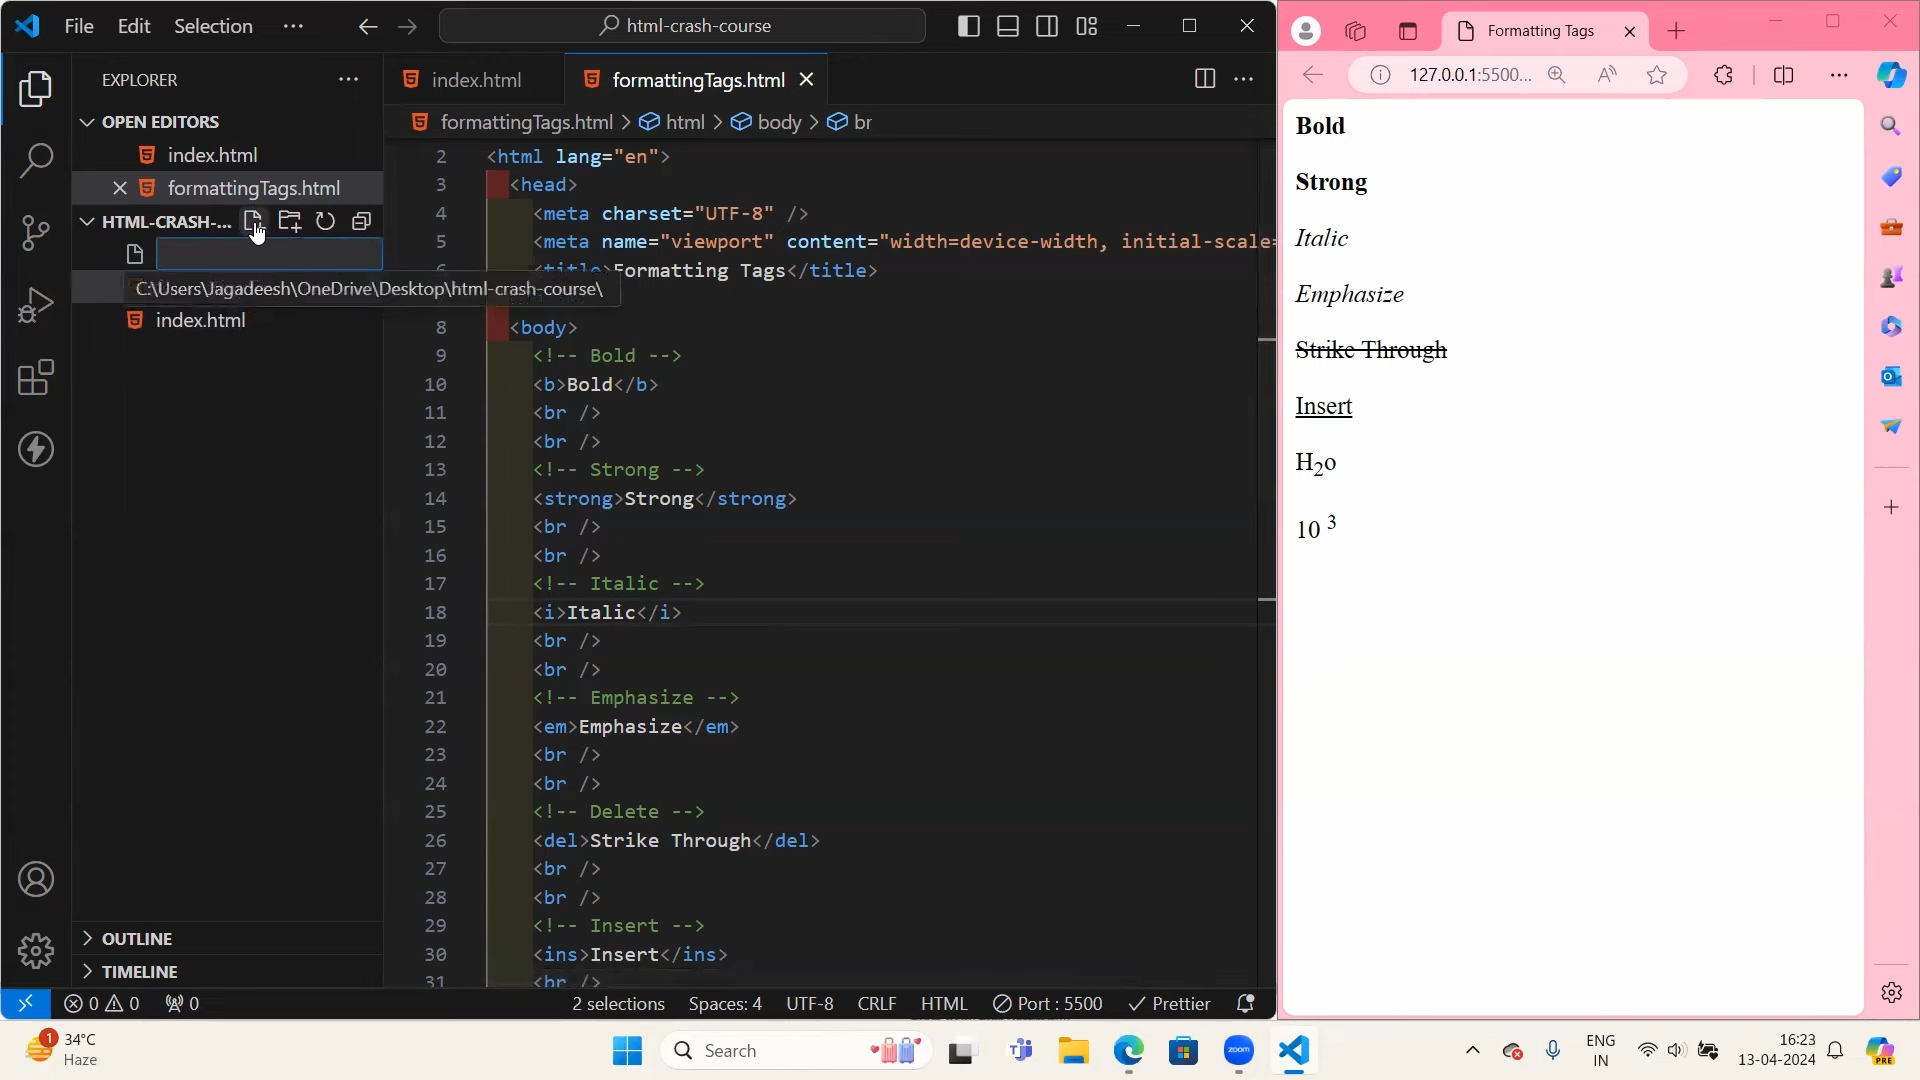 File Edit Selection ···
html-crash-course
EXPLORER
OPEN EDITORS
index.html
formattingTags.html
HTML-CRASH-...
C:\Users\Jagadeesh\OneDrive\Desktop\html-crash-course\
index.html
OUTLINE
TIMELINE
index.html
formattingTags.html
formattingTags.html > html > body > br
2 <html lang="en">
3 <head>
4 <meta charset="UTF-8" />
5 <meta name="viewport" content="width=device-width, initial-scale=
6 <title>Formatting Tags</title>
8 <body>
9 <!-- Bold -->
10 <b>Bold</b>
11 <br />
12 <br />
13 <!-- Strong -->
14 <strong>Strong</strong>
15 <br />
16 <br />
17 <!-- Italic -->
18 <i>Italic</i>
19 <br />
20 <br />
21 <!-- Emphasize -->
22 <em>Emphasize</em>
23 <br />
24 <br />
25 <!-- Delete -->
26 <del>Strike Through</del>
27 <br />
28 <br />
29 <!-- Insert -->
30 <ins>Insert</ins>
31 <br />
0 0 0 2 selections Spaces: 4 UTF-8 CRLF HTML Port : 5500 Prettier
Formatting Tags
127.0.0.1:5500...
Bold
Strong
Italic
Emphasize
Strike Through
Insert
H₂o
10 ³
1 34°C
Haze
Search
zoom
ENG
IN
16:23
13-04-2024
PRE